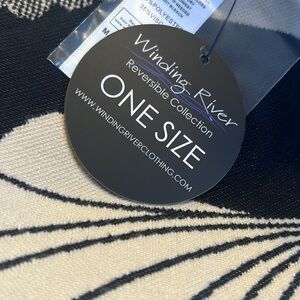 Winding River
Reversible Collection
ONE SIZE
WWW.WINDINGRIVERCLOTHING.COM
M